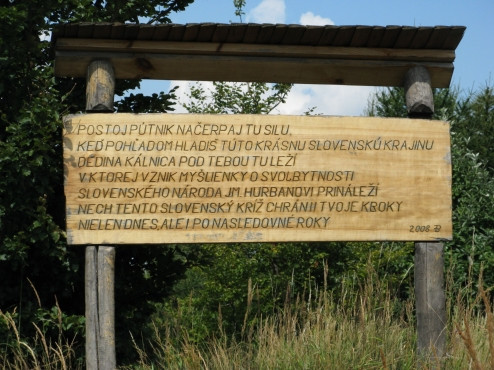 POSTOJ PÚTNIK NAČERPAJ TU SILU,
KEĎ POHĽADOM HLADÍŠ TÚTO KRÁSNU SLOVENSKÚ KRAJINU
DEDINA KÁLNICA POD TEBOU TU LEŽÍ
V KTOREJ VZNIK MYŠLIENKY O SVOJBYTNOSTI
SLOVENSKÉHO NÁRODA J.M. HURBANOVI PRINÁLEŽÍ
NECH TENTO SLOVENSKÝ KRÍŽ CHRÁNI I TVOJE KROKY
NIELEN DNES, ALE I PO NASLEDOVNÉ ROKY
2008